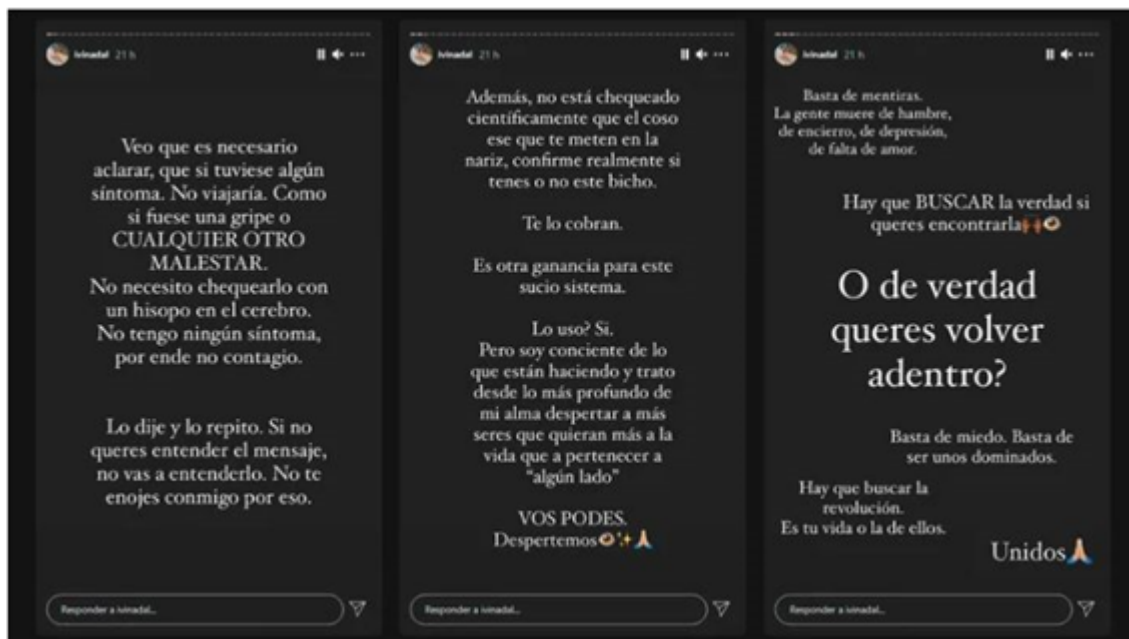 ivinadal 21 h
Veo que es necesario
aclarar, que si tuviese algún
síntoma. No viajaría. Como
si fuese una gripe o
CUALQUIER OTRO
MALESTAR.
No necesito chequearlo con
un hisopo en el cerebro.
No tengo ningún síntoma,
por ende no contagio.
Lo dije y lo repito. Si no
queres entender el mensaje,
no vas a entenderlo. No te
enojes conmigo por eso.
Responder a ivinadal...
ivinadal 21 h
Además, no está chequeado
científicamente que el coso
ese que te meten en la
nariz, confirme realmente si
tenes o no este bicho.
Te lo cobran.
Es otra ganancia para este
sucio sistema.
Lo uso? Si.
Pero soy conciente de lo
que están haciendo y trato
desde lo más profundo de
mi alma despertar a más
seres que quieran más a la
vida que a pertenecer a
“algún lado”
VOS PODES.
Despertemos
Responder a ivinadal...
ivinadal 21 h
Basta de mentiras.
La gente muere de hambre,
de encierro, de depresión,
de falta de amor.
Hay que BUSCAR la verdad si
queres encontrarla
O de verdad
queres volver
adentro?
Basta de miedo. Basta de
ser unos dominados.
Hay que buscar la
revolución.
Es tu vida o la de ellos.
Unidos
Responder a ivinadal...